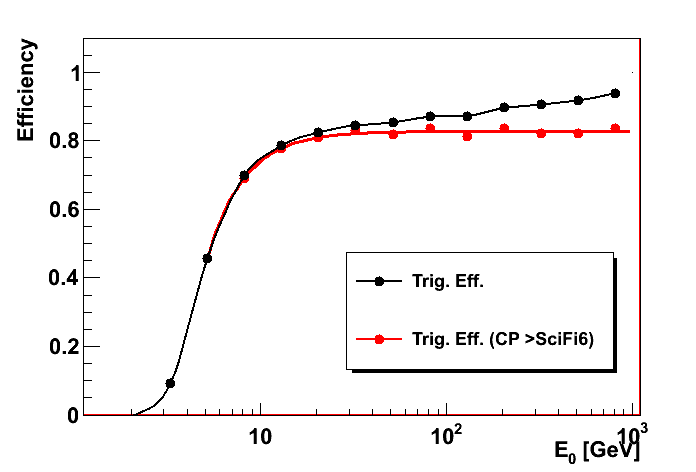 Efficiency
1
0.8
0.6
0.4
0.2
0
Trig. Eff.
Trig. Eff. (CP >SciFi6)
10
10²
10³
E₀ [GeV]